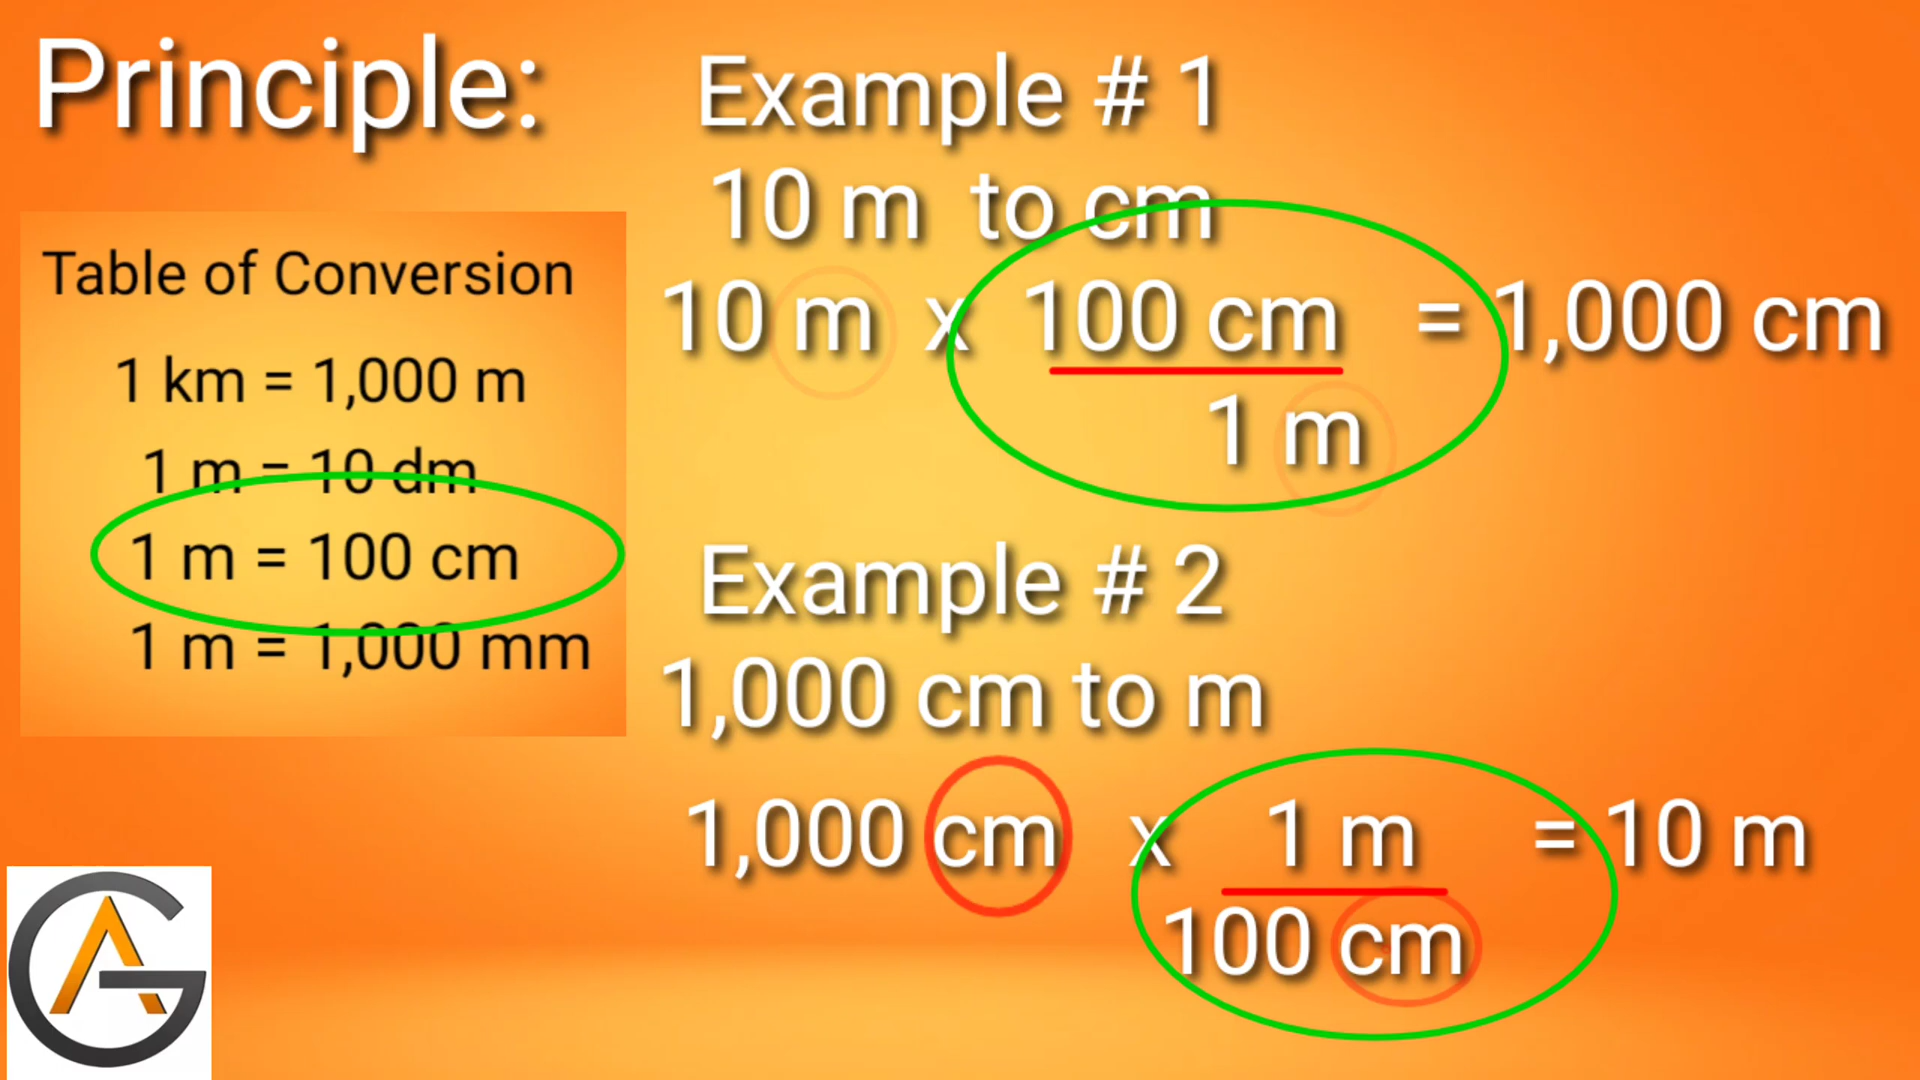 Principle:
Table of Conversion
1 km = 1,000 m
1 m = 10 dm
1 m = 100 cm
1 m = 1,000 mm
Example # 1
10 m to cm
10 m x 100 cm = 1,000 cm
1 m
Example # 2
1,000 cm to m
1,000 cm x 1 m = 10 m
100 cm
GA